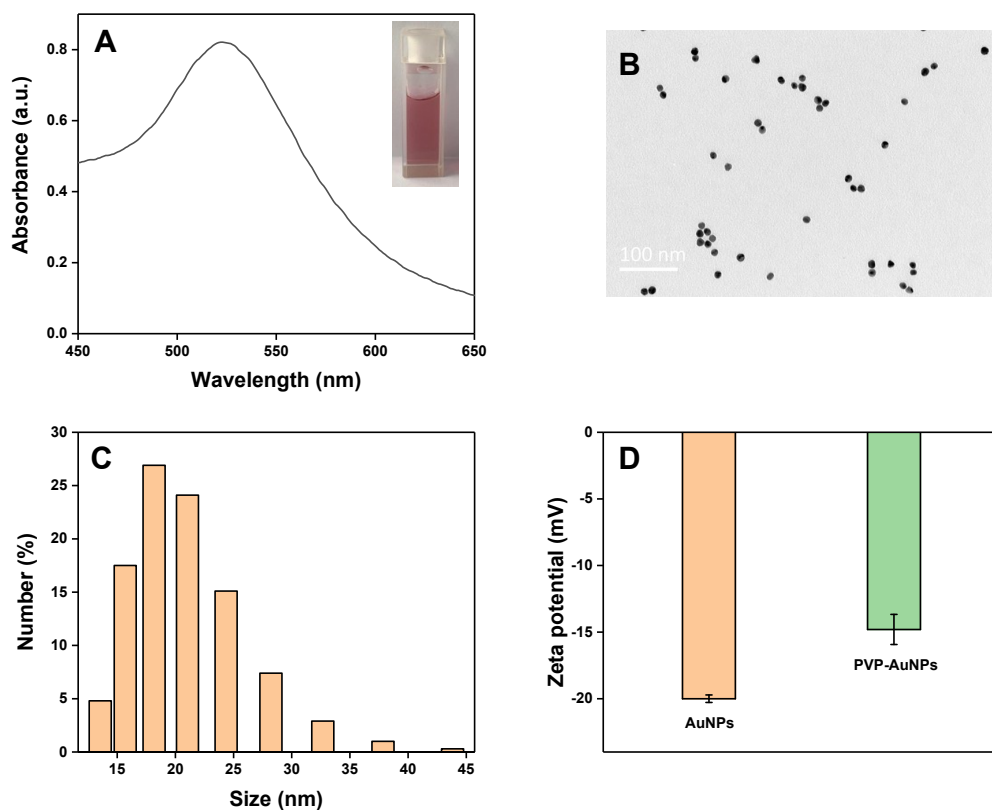 A
Absorbance (a.u.)
0.8
0.6
0.4
0.2
0.0
450
500
550
600
650
Wavelength (nm)
B
100 nm
C
Number (%)
30
25
20
15
10
5
0
15
20
25
30
35
40
45
Size (nm)
D
Zeta potential (mV)
0
-5
-10
-15
-20
AuNPs
PVP-AuNPs